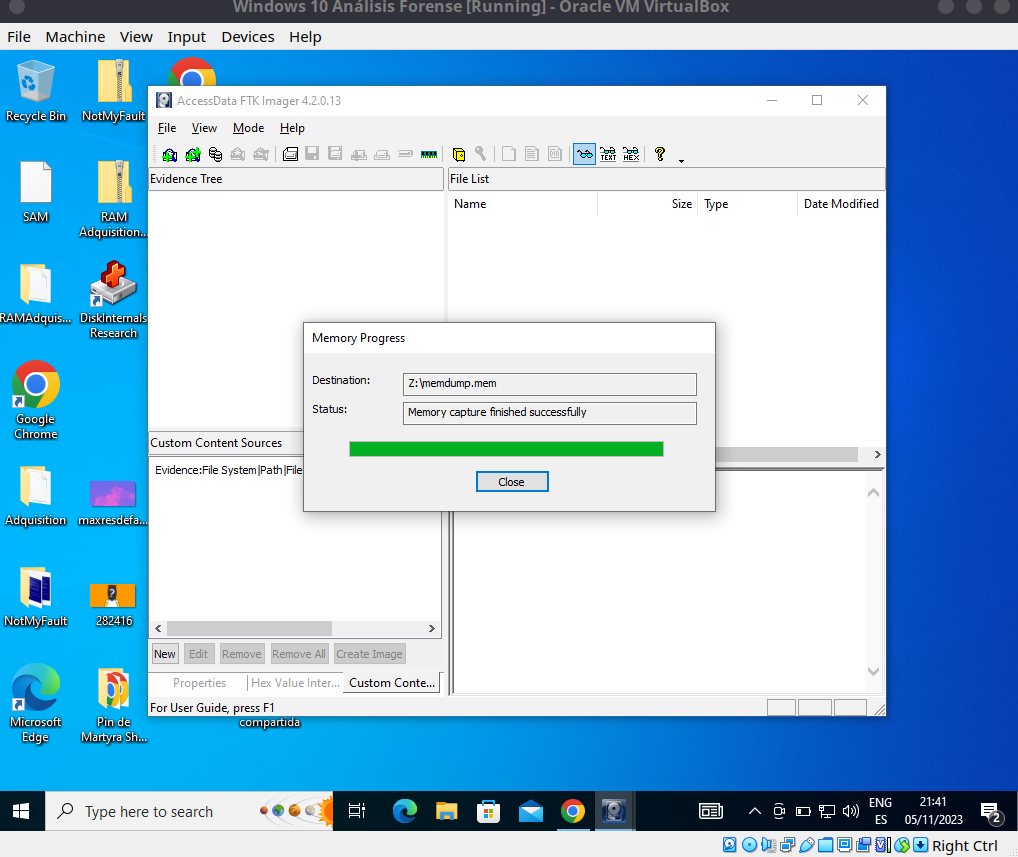 Windows 10 Análisis Forense [Running] - Oracle VM VirtualBox
File Machine View Input Devices Help
Recycle Bin
NotMyFault
SAM
RAM
Adquisition...
RAMAdquis...
DiskInternals
Research
Google
Chrome
Adquisition
maxresdefa...
NotMyFault
282416
Microsoft
Edge
Pin de
Martyra Sh...
compartida
AccessData FTK Imager 4.2.0.13
File View Mode Help
TEXT HEX
Evidence Tree
File List
Name Size Type Date Modified
Memory Progress
Destination: Z:\memdump.mem
Status: Memory capture finished successfully
Close
Custom Content Sources
Evidence:File System|Path|File
New Edit Remove Remove All Create Image
Properties Hex Value Inter... Custom Conte...
For User Guide, press F1
Type here to search
ENG
ES
21:41
05/11/2023
2
Right Ctrl